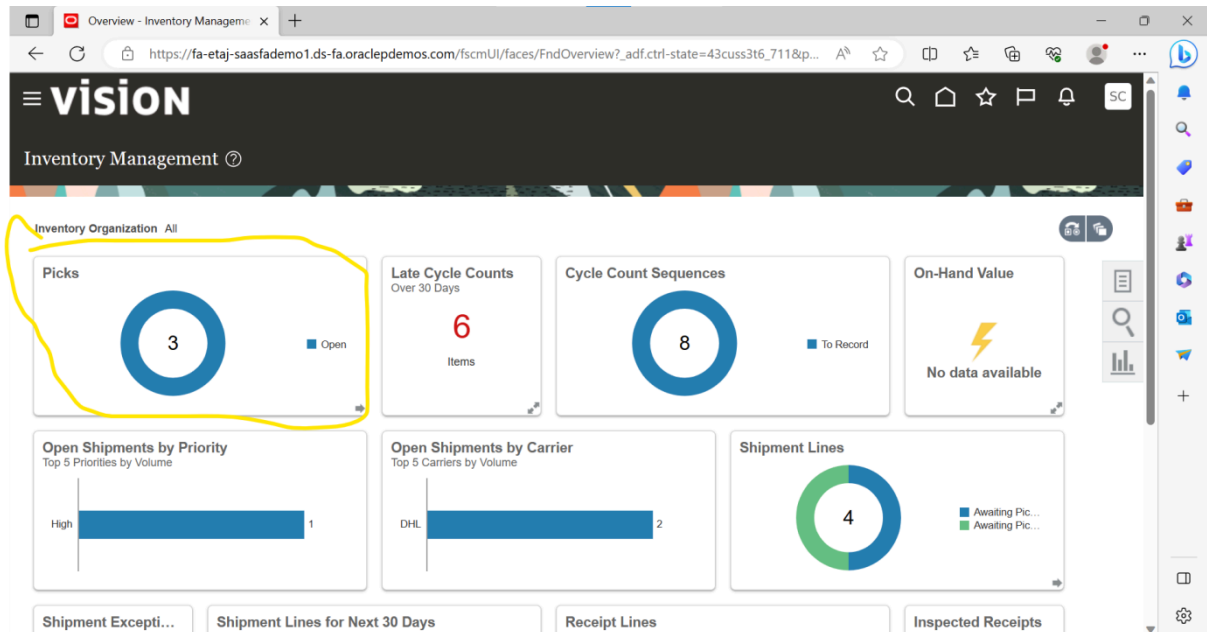 Overview - Inventory Manageme
https://fa-etaj-saasfademo1.ds-fa.oraclepdemos.com/fscmUI/faces/FndOverview?_adf.ctrl-state=43cuss3t6_711&p...
vision
SC
Inventory Management
Inventory Organization All
Picks
3
Open
Late Cycle Counts
Over 30 Days
6
Items
Cycle Count Sequences
8
To Record
On-Hand Value
No data available
Open Shipments by Priority
Top 5 Priorities by Volume
High
1
Open Shipments by Carrier
Top 5 Carriers by Volume
DHL
2
Shipment Lines
4
Awaiting Pic...
Awaiting Pic...
Shipment Excepti...
Shipment Lines for Next 30 Days
Receipt Lines
Inspected Receipts